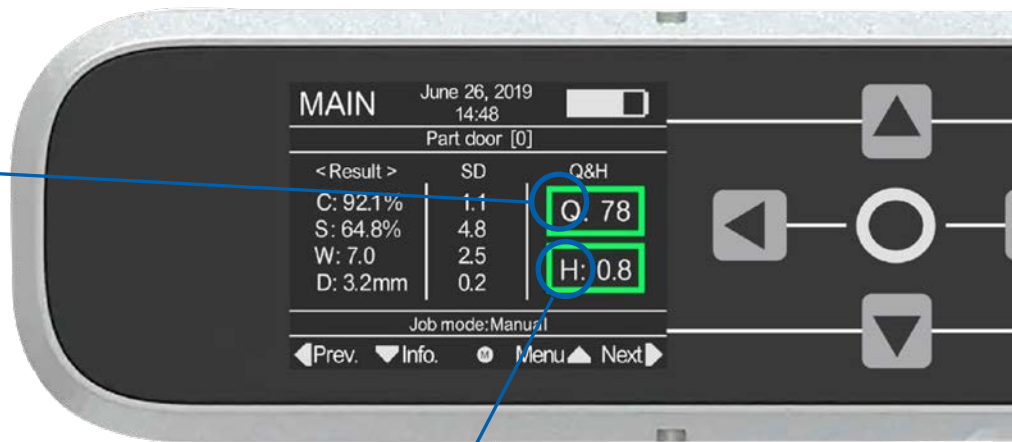 MAIN June 26, 2019
14:48
Part door [0]
<Result> SD Q&H
C: 92.1% 1.1 Q: 78
S: 64.8% 4.8
W: 7.0 2.5 H: 0.8
D: 3.2mm 0.2
Job mode:Manual
Prev. Info. M Menu Next